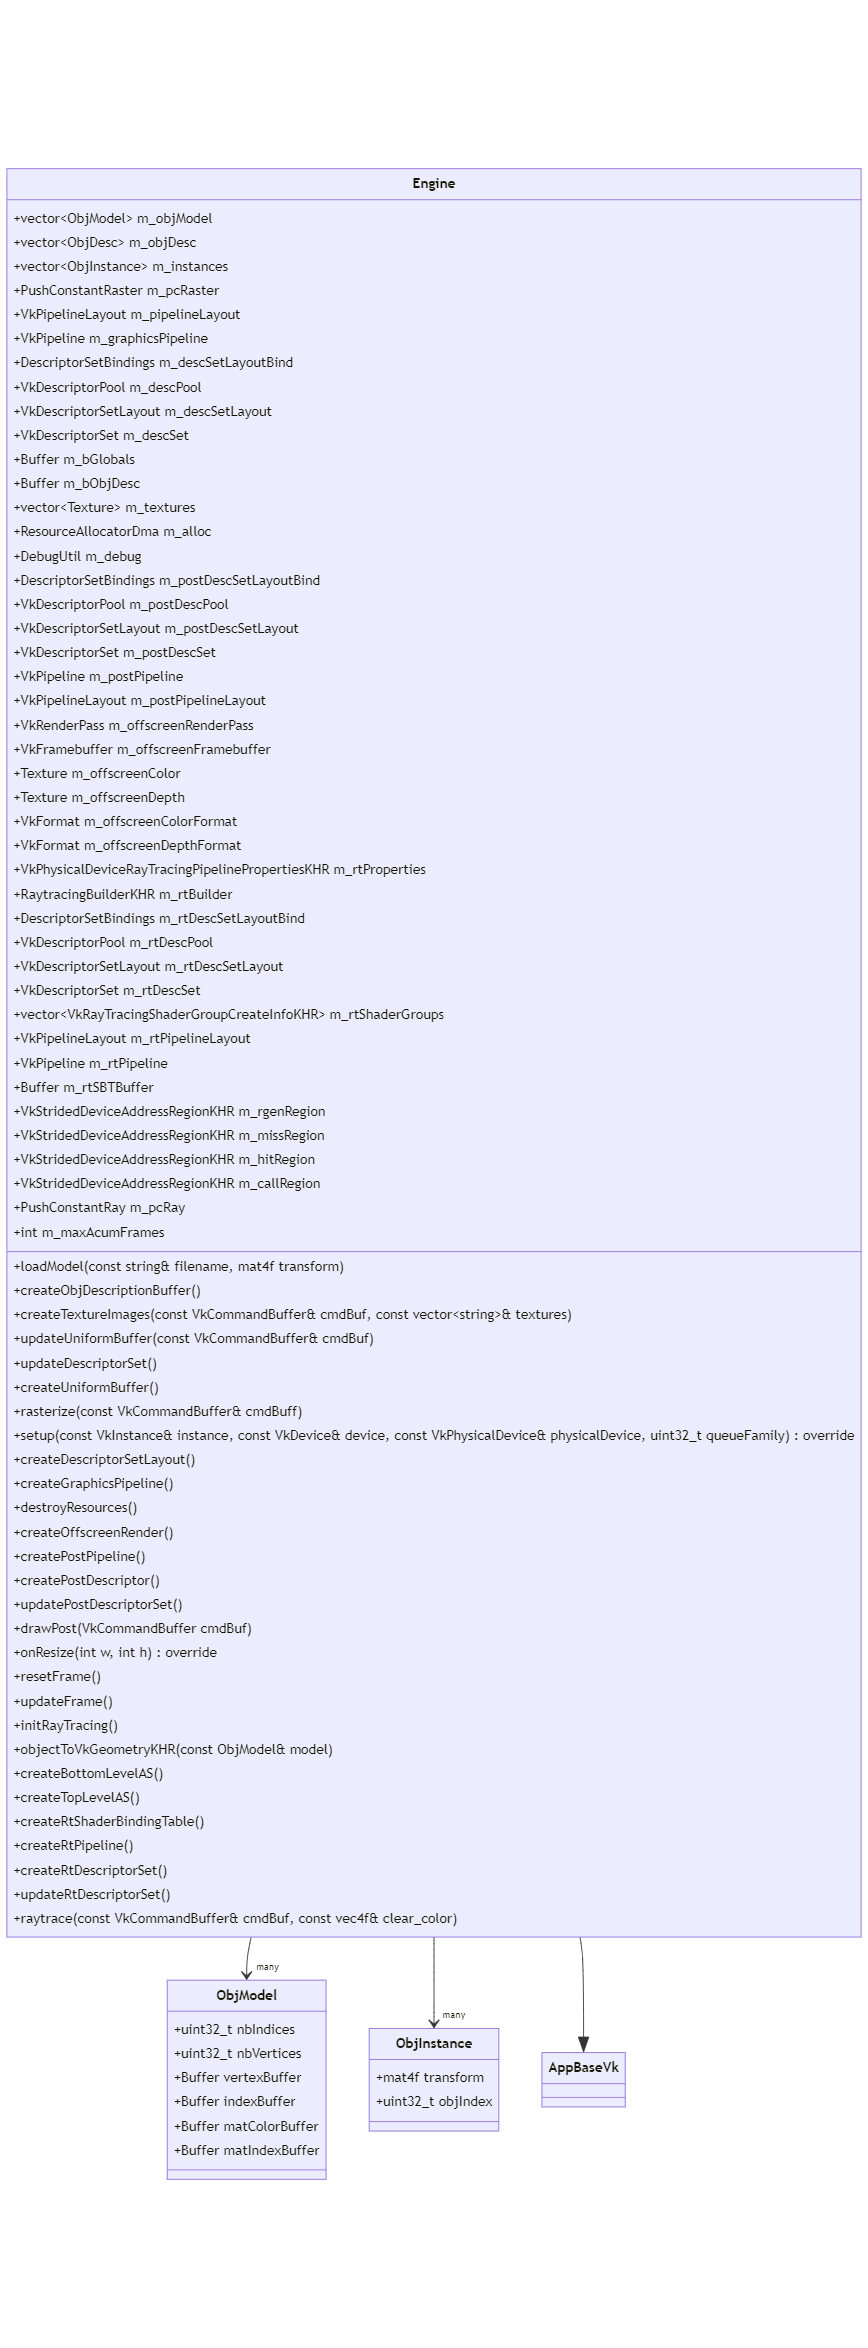 Engine
+vector<ObjModel> m_objModel
+vector<ObjDesc> m_objDesc
+vector<ObjInstance> m_instances
+PushConstantRaster m_pcRaster
+VkPipelineLayout m_pipelineLayout
+VkPipeline m_graphicsPipeline
+DescriptorSetBindings m_descSetLayoutBind
+VkDescriptorPool m_descPool
+VkDescriptorSetLayout m_descSetLayout
+VkDescriptorSet m_descSet
+Buffer m_bGlobals
+Buffer m_bObjDesc
+vector<Texture> m_textures
+ResourceAllocatorDma m_alloc
+DebugUtil m_debug
+DescriptorSetBindings m_postDescSetLayoutBind
+VkDescriptorPool m_postDescPool
+VkDescriptorSetLayout m_postDescSetLayout
+VkDescriptorSet m_postDescSet
+VkPipeline m_postPipeline
+VkPipelineLayout m_postPipelineLayout
+VkRenderPass m_offscreenRenderPass
+VkFramebuffer m_offscreenFramebuffer
+Texture m_offscreenColor
+Texture m_offscreenDepth
+VkFormat m_offscreenColorFormat
+VkFormat m_offscreenDepthFormat
+VkPhysicalDeviceRayTracingPipelinePropertiesKHR m_rtProperties
+RaytracingBuilderKHR m_rtBuilder
+DescriptorSetBindings m_rtDescSetLayoutBind
+VkDescriptorPool m_rtDescPool
+VkDescriptorSetLayout m_rtDescSetLayout
+VkDescriptorSet m_rtDescSet
+vector<VkRayTracingShaderGroupCreateInfoKHR> m_rtShaderGroups
+VkPipelineLayout m_rtPipelineLayout
+VkPipeline m_rtPipeline
+Buffer m_rtSBTBuffer
+VkStridedDeviceAddressRegionKHR m_rgenRegion
+VkStridedDeviceAddressRegionKHR m_missRegion
+VkStridedDeviceAddressRegionKHR m_hitRegion
+VkStridedDeviceAddressRegionKHR m_callRegion
+PushConstantRay m_pcRay
+int m_maxAcumFrames
+loadModel(const string& filename, mat4f transform)
+createObjDescriptionBuffer()
+createTextureImages(const VkCommandBuffer& cmdBuf, const vector<string>& textures)
+updateUniformBuffer(const VkCommandBuffer& cmdBuf)
+updateDescriptorSet()
+createUniformBuffer()
+rasterize(const VkCommandBuffer& cmdBuff)
+setup(const VkInstance& instance, const VkDevice& device, const VkPhysicalDevice& physicalDevice, uint32_t queueFamily) : override
+createDescriptorSetLayout()
+createGraphicsPipeline()
+destroyResources()
+createOffscreenRender()
+createPostPipeline()
+createPostDescriptor()
+updatePostDescriptorSet()
+drawPost(VkCommandBuffer cmdBuf)
+onResize(int w, int h) : override
+resetFrame()
+updateFrame()
+initRayTracing()
+objectToVkGeometryKHR(const ObjModel& model)
+createBottomLevelAS()
+createTopLevelAS()
+createRtShaderBindingTable()
+createRtPipeline()
+createRtDescriptorSet()
+updateRtDescriptorSet()
+raytrace(const VkCommandBuffer& cmdBuf, const vec4f& clear_color)
many
ObjModel
+uint32_t nbIndices
+uint32_t nbVertices
+Buffer vertexBuffer
+Buffer indexBuffer
+Buffer matColorBuffer
+Buffer matIndexBuffer
many
ObjInstance
+mat4f transform
+uint32_t objIndex
AppBaseVk